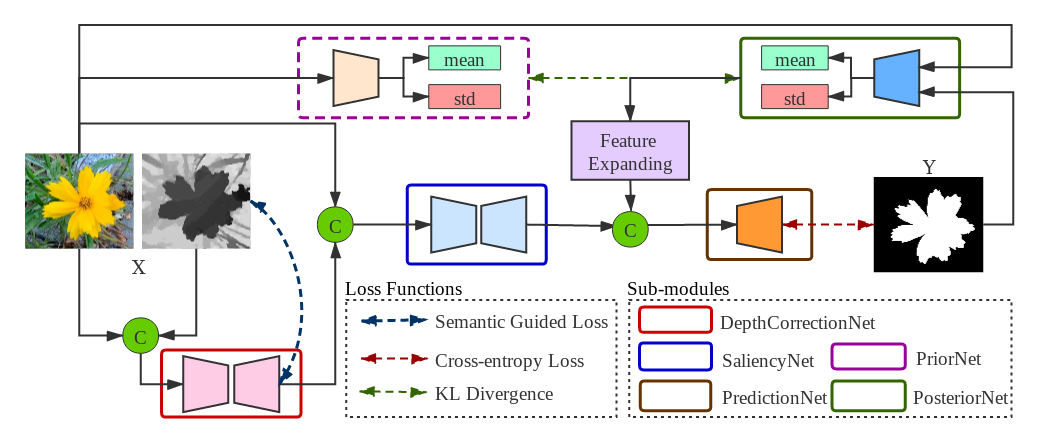 mean
std
mean
std
Feature
Expanding
Y
C
C
C
X
C
Loss Functions
Semantic Guided Loss
Cross-entropy Loss
KL Divergence
Sub-modules
DepthCorrectionNet
SaliencyNet
PriorNet
PredictionNet
PosteriorNet